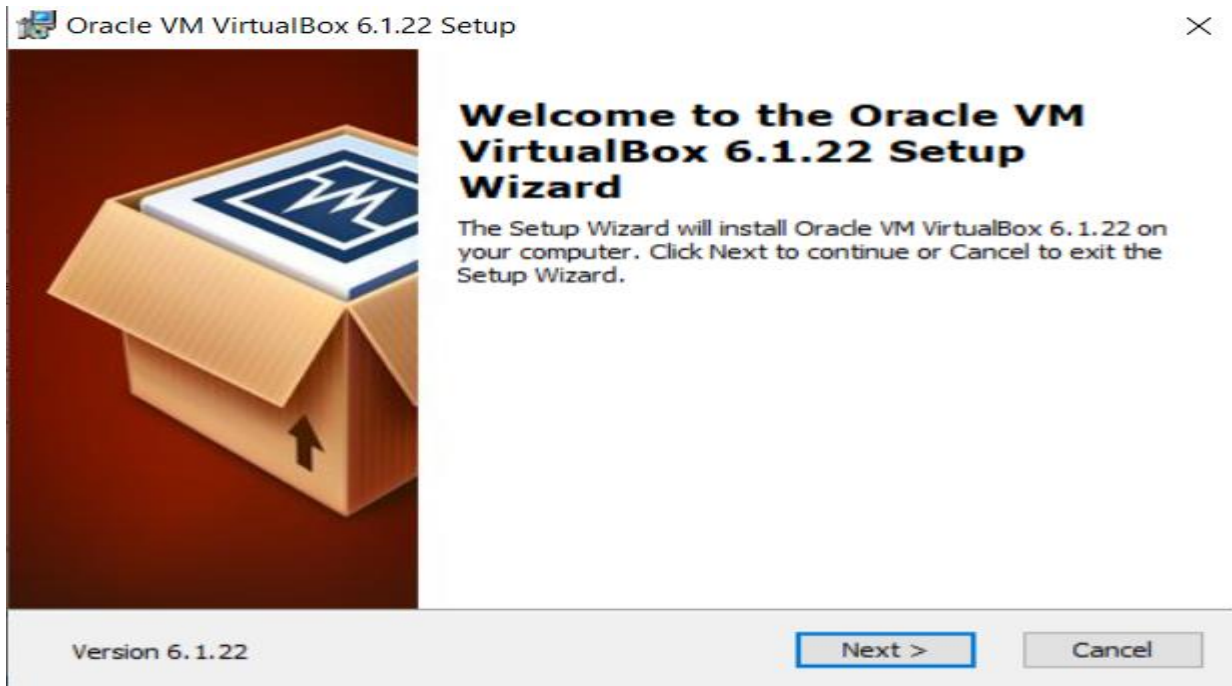 Oracle VM VirtualBox 6.1.22 Setup
Welcome to the Oracle VM
VirtualBox 6.1.22 Setup
Wizard
The Setup Wizard will install Oracle VM VirtualBox 6.1.22 on
your computer. Click Next to continue or Cancel to exit the
Setup Wizard.
Version 6.1.22
Next >
Cancel